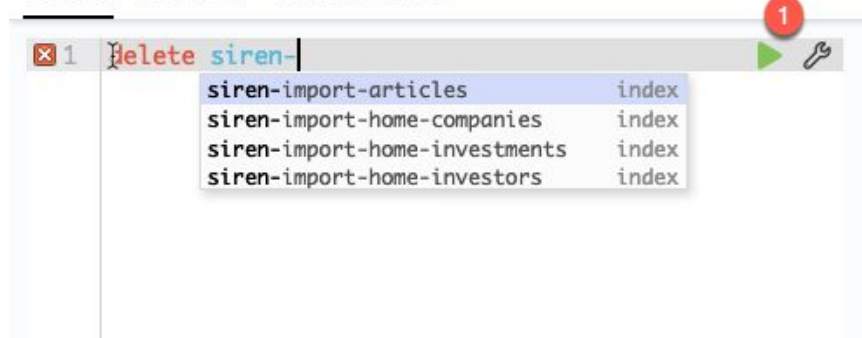 1
1 delete siren-
siren-import-articles index
siren-import-home-companies index
siren-import-home-investments index
siren-import-home-investors index